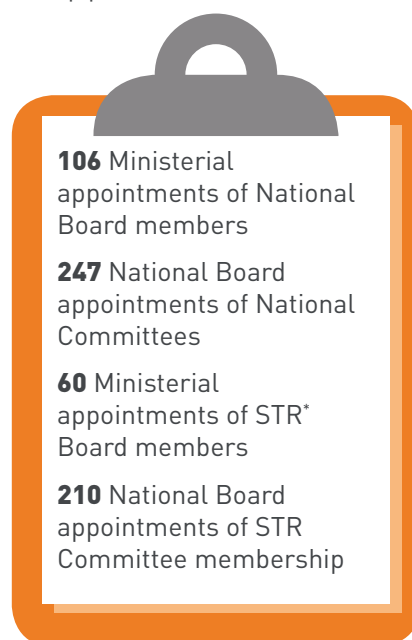 106 Ministerial
appointments of National
Board members
247 National Board
appointments of National
Committees
60 Ministerial
appointments of STR*
Board members
210 National Board
appointments of STR
Committee membership